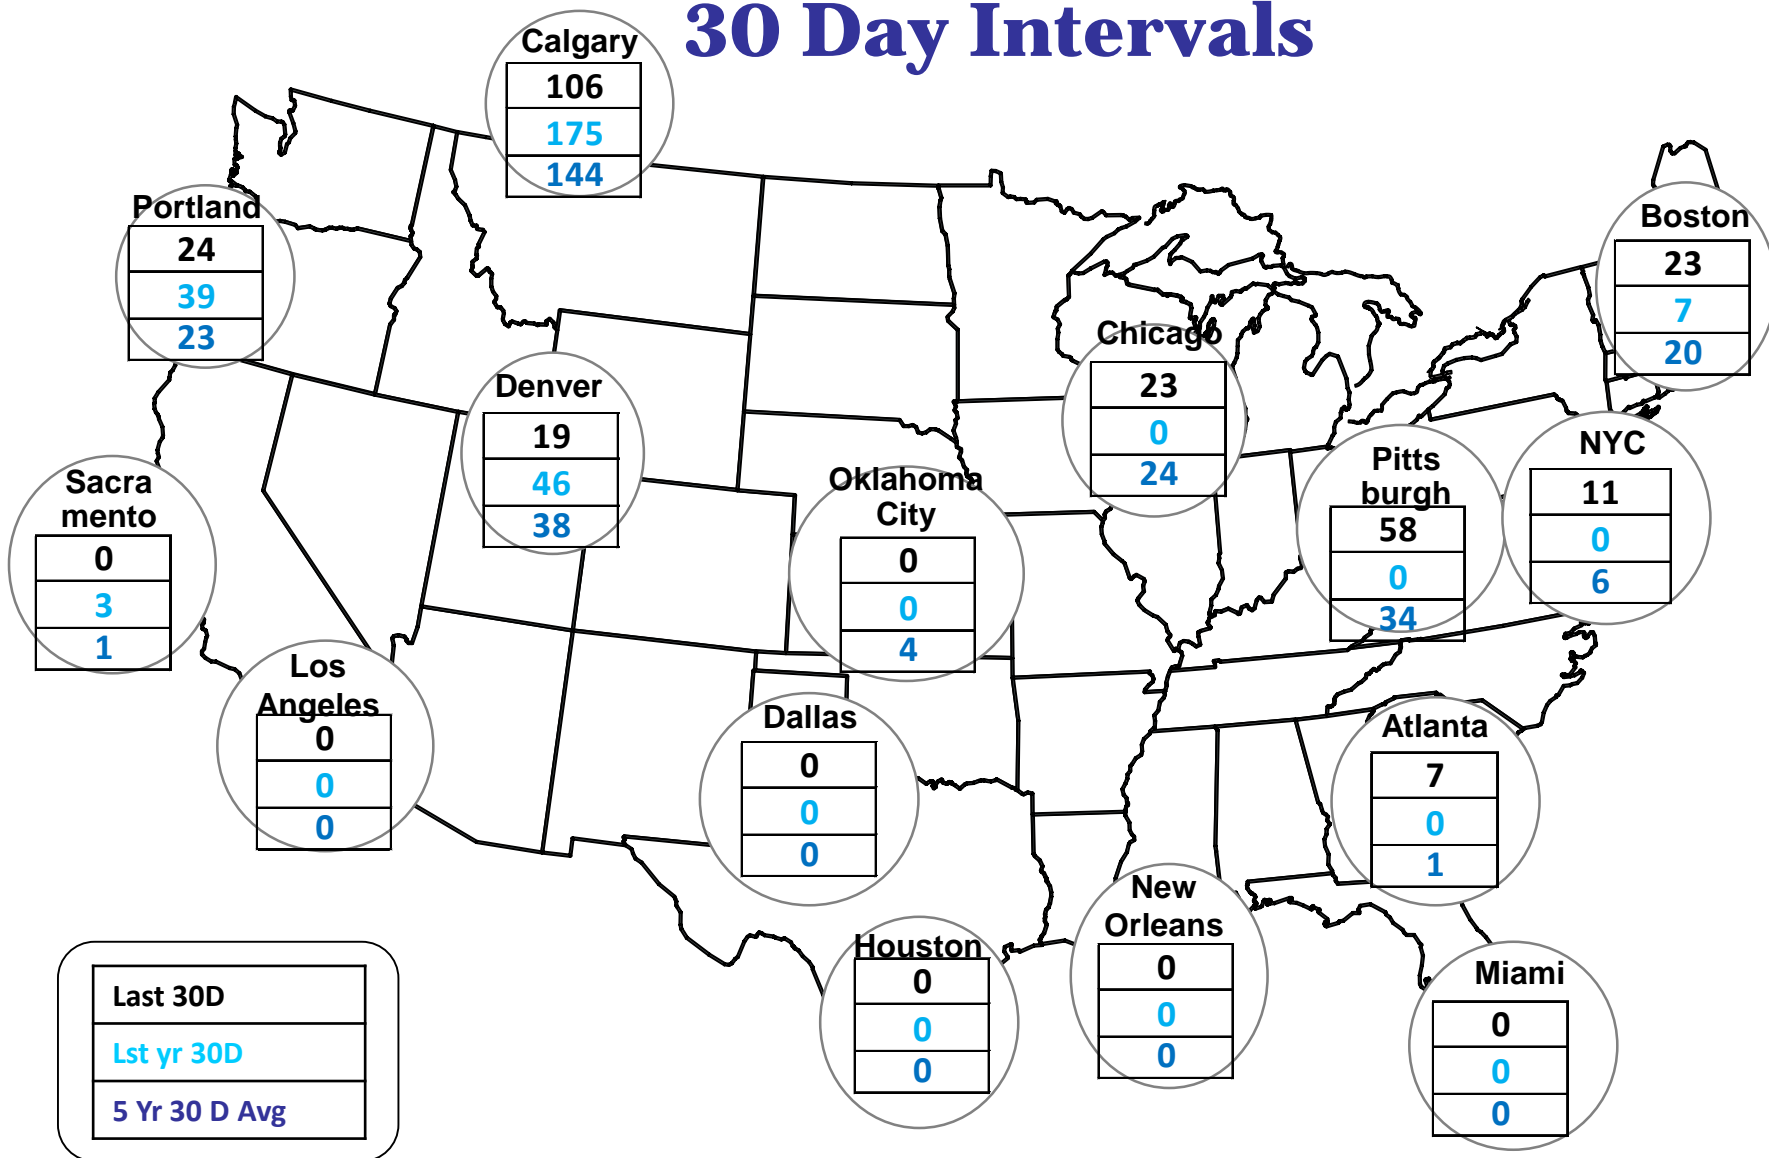 30 Day Intervals
Calgary
106
175
144
Portland
24
39
23
Boston
23
7
20
Chicago
23
0
24
Denver
19
46
38
NYC
11
0
6
Pitts
burgh
58
0
34
Oklahoma
City
0
0
4
Sacra
mento
0
3
1
Los
Angeles
0
0
0
Dallas
0
0
0
Atlanta
7
0
1
New
Orleans
0
0
0
Houston
0
0
0
Miami
0
0
0
Last 30D
Lst yr 30D
5 Yr 30 D Avg